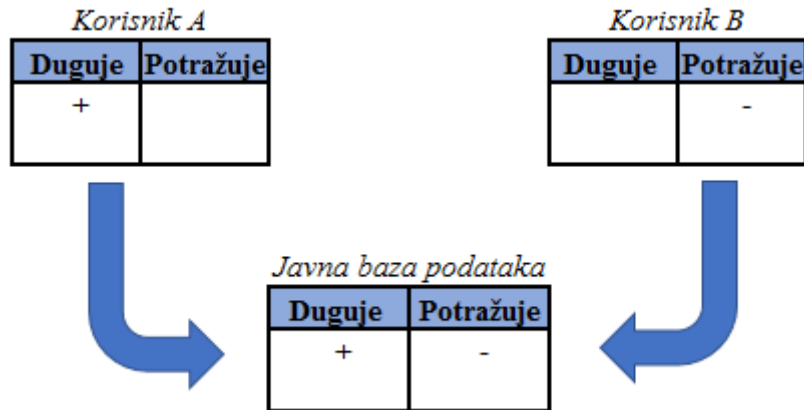 Korisnik A
Duguje Potražuje
+
Korisnik B
Duguje Potražuje
-
Javna baza podataka
Duguje Potražuje
+ -